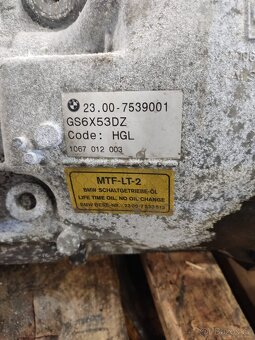 23.00-7539001
GS6X53DZ
Code: HGL
1067 012 003
MTF-LT-2
BMW SCHALTGETRIEBE-ÖL
LIFE TIME OIL, NO OIL CHANGE